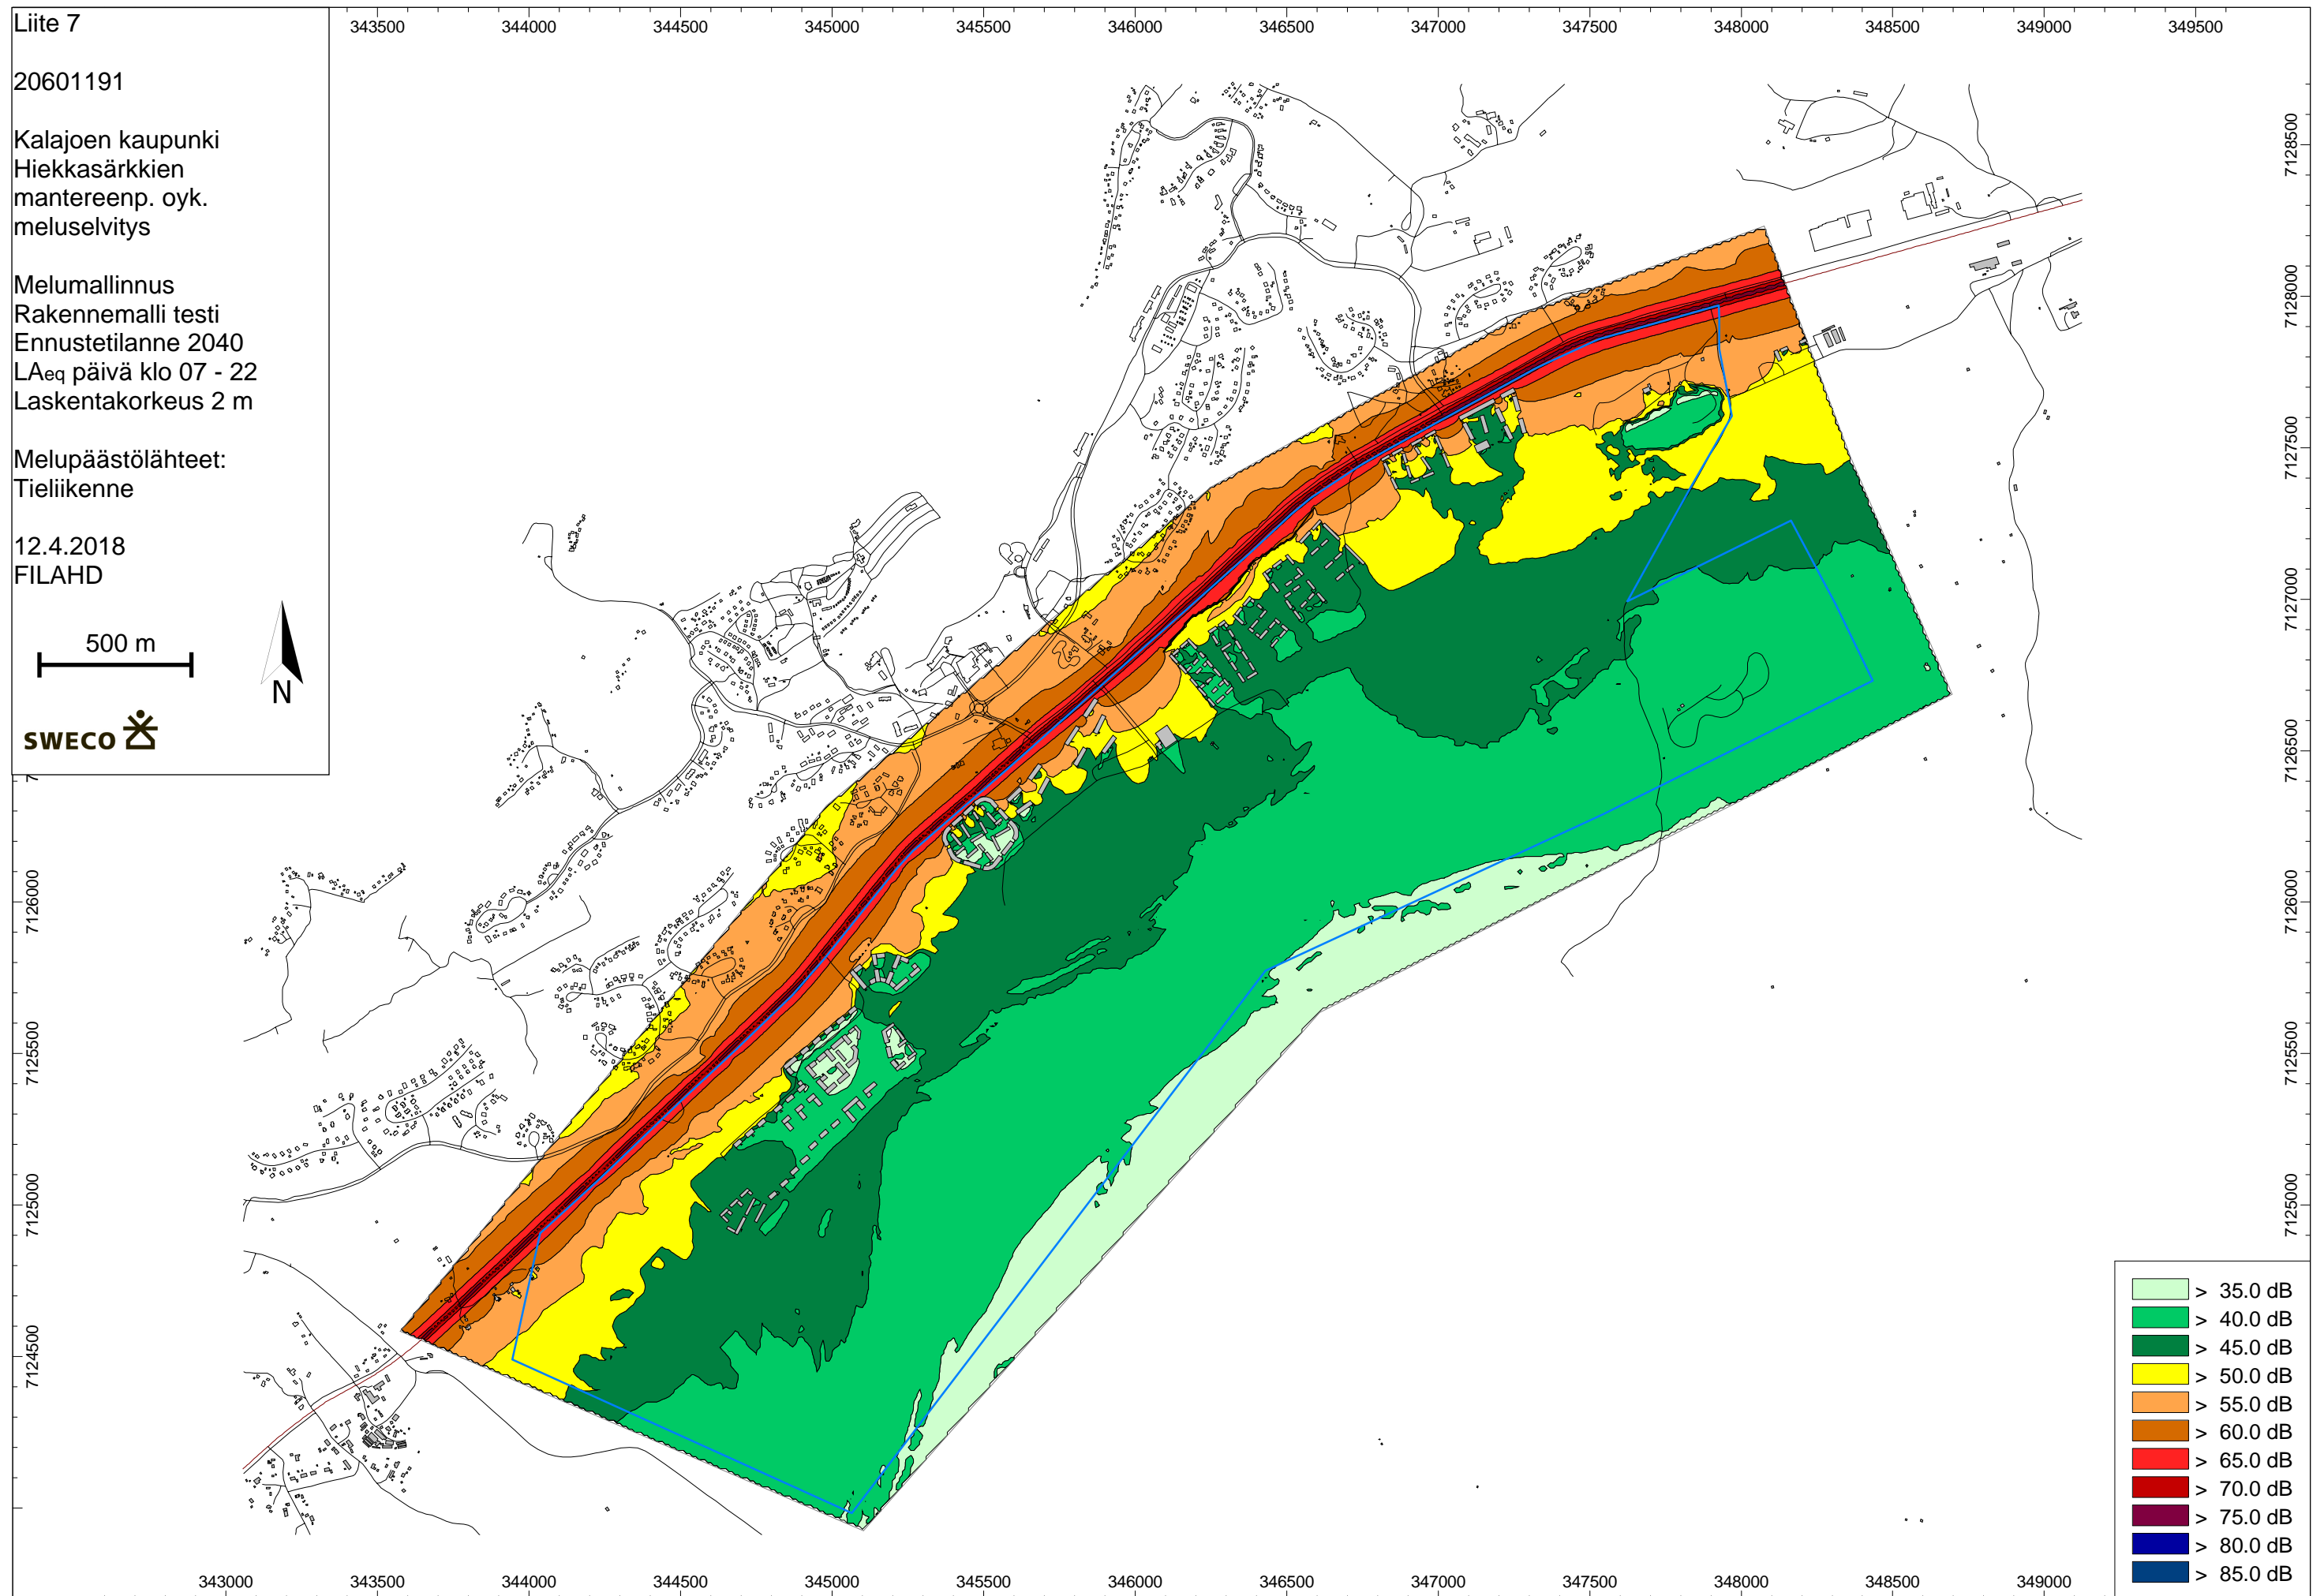 Liite 7
20601191
Kalajoen kaupunki
Hiekkasärkkien
mantereenp. oyk.
meluselvitys
Melumallinnus
Rakennemalli testi
Ennustetilanne 2040
LAeq päivä klo 07 - 22
Laskentakorkeus 2 m
Melupäästölähteet:
Tieliikenne
12.4.2018
FILAHD
500 m
N
SWECO
343500 344000 344500 345000 345500 346000 346500 347000 347500 348000 348500 349000 349500
7126000
7125500
7125000
7124500
7128500
7128000
7127500
7127000
7126500
7126000
7125500
7125000
> 35.0 dB
> 40.0 dB
> 45.0 dB
> 50.0 dB
> 55.0 dB
> 60.0 dB
> 65.0 dB
> 70.0 dB
> 75.0 dB
> 80.0 dB
> 85.0 dB
343000 343500 344000 344500 345000 345500 346000 346500 347000 347500 348000 348500 349000